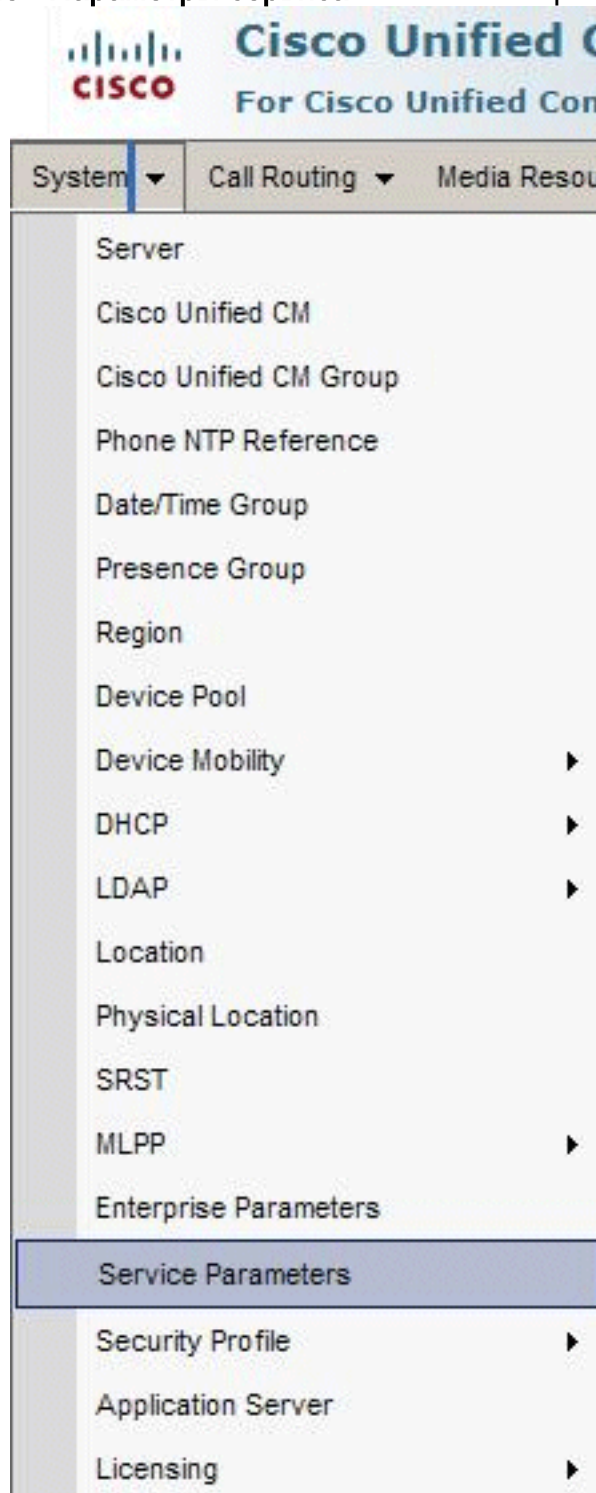 CISCO
Cisco Unified
For Cisco Unified
System Call Routing Media
Server
Cisco Unified CM
Cisco Unified CM Group
Phone NTP Reference
Date/Time Group
Presence Group
Region
Device Pool
Device Mobility
DHCP
LDAP
Location
Physical Location
SRST
MLPP
Enterprise Parameters
Service Parameters
Security Profile
Application Server
Licensing